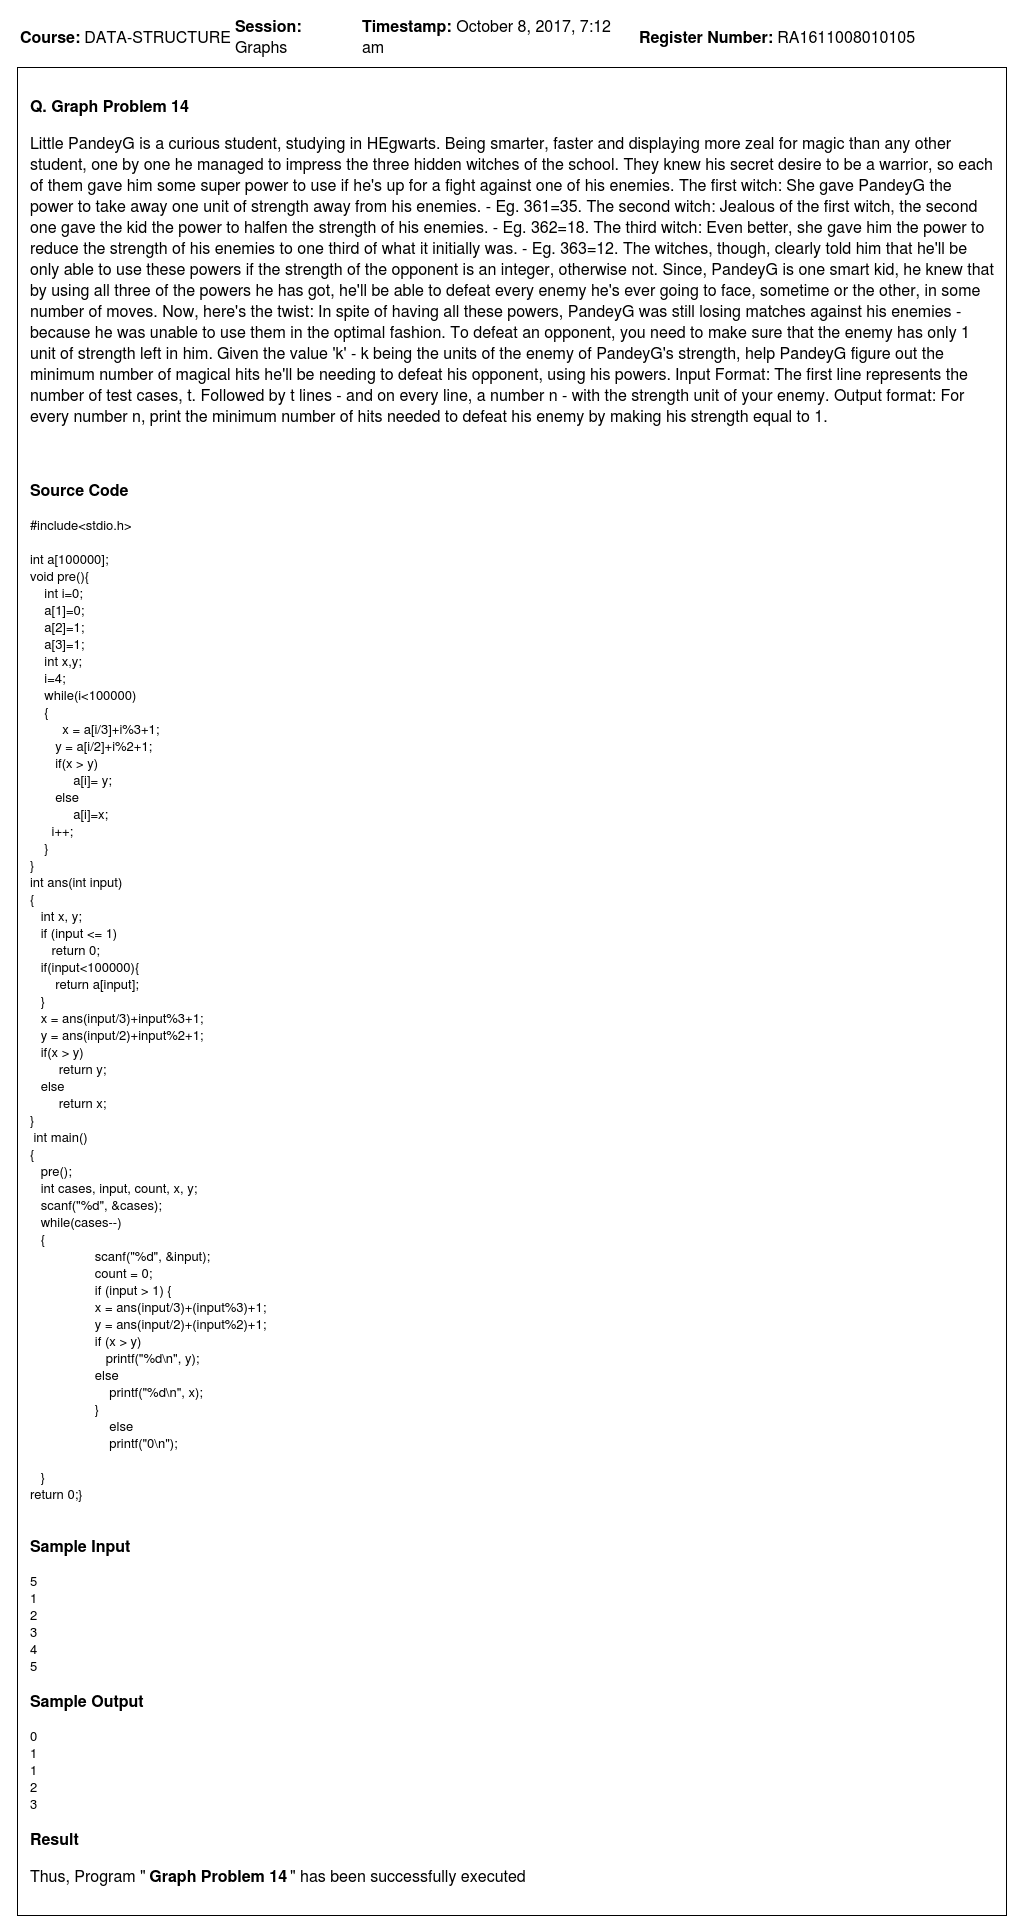 Course: DATA-STRUCTURE Session: Graphs Timestamp: October 8, 2017, 7:12 am Register Number: RA1611008010105
Q. Graph Problem 14
Little PandeyG is a curious student, studying in HEgwarts. Being smarter, faster and displaying more zeal for magic than any other
student, one by one he managed to impress the three hidden witches of the school. They knew his secret desire to be a warrior, so each
of them gave him some super power to use if he's up for a fight against one of his enemies. The first witch: She gave PandeyG the
power to take away one unit of strength away from his enemies. - Eg. 361=35. The second witch: Jealous of the first witch, the second
one gave the kid the power to halfen the strength of his enemies. - Eg. 362=18. The third witch: Even better, she gave him the power to
reduce the strength of his enemies to one third of what it initially was. - Eg. 363=12. The witches, though, clearly told him that he'll be
only able to use these powers if the strength of the opponent is an integer, otherwise not. Since, PandeyG is one smart kid, he knew that
by using all three of the powers he has got, he'll be able to defeat every enemy he's ever going to face, sometime or the other, in some
number of moves. Now, here's the twist: In spite of having all these powers, PandeyG was still losing matches against his enemies -
because he was unable to use them in the optimal fashion. To defeat an opponent, you need to make sure that the enemy has only 1
unit of strength left in him. Given the value 'k' - k being the units of the enemy of PandeyG's strength, help PandeyG figure out the
minimum number of magical hits he'll be needing to defeat his opponent, using his powers. Input Format: The first line represents the
number of test cases, t. Followed by t lines - and on every line, a number n - with the strength unit of your enemy. Output format: For
every number n, print the minimum number of hits needed to defeat his enemy by making his strength equal to 1.
Source Code
#include<stdio.h>
int a[100000];
void pre(){
int i=0;
a[1]=0;
a[2]=1;
a[3]=1;
int x,y;
i=4;
while(i<100000)
{
x = a[i/3]+i%3+1;
y = a[i/2]+i%2+1;
if(x > y)
a[i]= y;
else
a[i]=x;
i++;
}
}
int ans(int input)
{
int x, y;
if (input <= 1)
return 0;
if(input<100000){
return a[input];
}
x = ans(input/3)+input%3+1;
y = ans(input/2)+input%2+1;
if(x > y)
return y;
else
return x;
}
int main()
{
pre();
int cases, input, count, x, y;
scanf("%d", &cases);
while(cases--)
{
scanf("%d", &input);
count = 0;
if (input > 1) {
x = ans(input/3)+(input%3)+1;
y = ans(input/2)+(input%2)+1;
if (x > y)
printf("%d\n", y);
else
printf("%d\n", x);
}
else
printf("0\n");
}
return 0;}
Sample Input
5
1
2
3
4
5
Sample Output
0
1
1
2
3
Result
Thus, Program " Graph Problem 14 " has been successfully executed